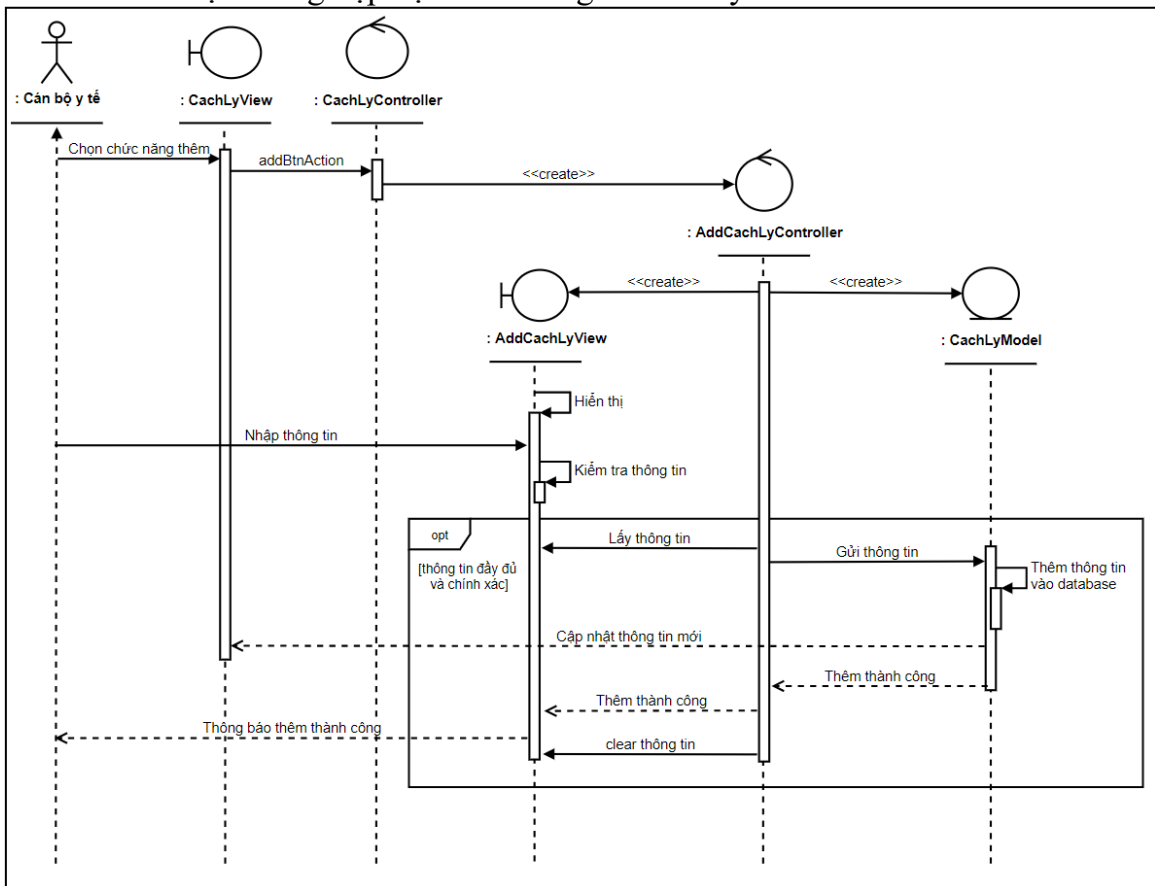 : Cán bộ y tế
: CachLyView
: CachLyController
Chọn chức năng thêm
addBtnAction
<<create>>
: AddCachLyController
<<create>>
<<create>>
: AddCachLyView
: CachLyModel
Hiển thị
Nhập thông tin
Kiểm tra thông tin
opt
[thông tin đầy đủ
và chính xác]
Lấy thông tin
Gửi thông tin
Thêm thông tin
vào database
Cập nhật thông tin mới
Thêm thành công
Thêm thành công
Thông báo thêm thành công
clear thông tin